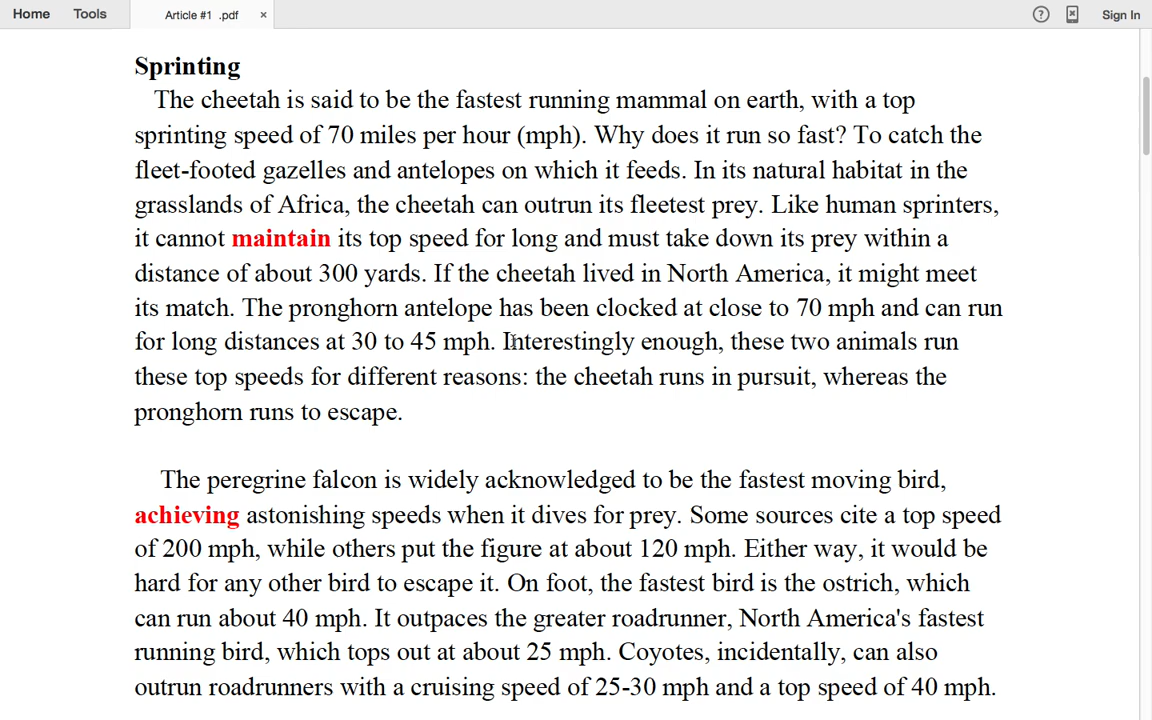 Home Tools Article #1 .pdf × ? Sign In
Sprinting
The cheetah is said to be the fastest running mammal on earth, with a top
sprinting speed of 70 miles per hour (mph). Why does it run so fast? To catch the
fleet-footed gazelles and antelopes on which it feeds. In its natural habitat in the
grasslands of Africa, the cheetah can outrun its fleetest prey. Like human sprinters,
it cannot maintain its top speed for long and must take down its prey within a
distance of about 300 yards. If the cheetah lived in North America, it might meet
its match. The pronghorn antelope has been clocked at close to 70 mph and can run
for long distances at 30 to 45 mph. Interestingly enough, these two animals run
these top speeds for different reasons: the cheetah runs in pursuit, whereas the
pronghorn runs to escape.
The peregrine falcon is widely acknowledged to be the fastest moving bird,
achieving astonishing speeds when it dives for prey. Some sources cite a top speed
of 200 mph, while others put the figure at about 120 mph. Either way, it would be
hard for any other bird to escape it. On foot, the fastest bird is the ostrich, which
can run about 40 mph. It outpaces the greater roadrunner, North America's fastest
running bird, which tops out at about 25 mph. Coyotes, incidentally, can also
outrun roadrunners with a cruising speed of 25-30 mph and a top speed of 40 mph.